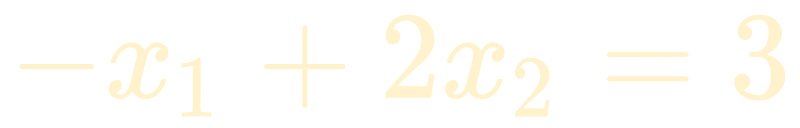 −x₁ + 2x₂ = 3